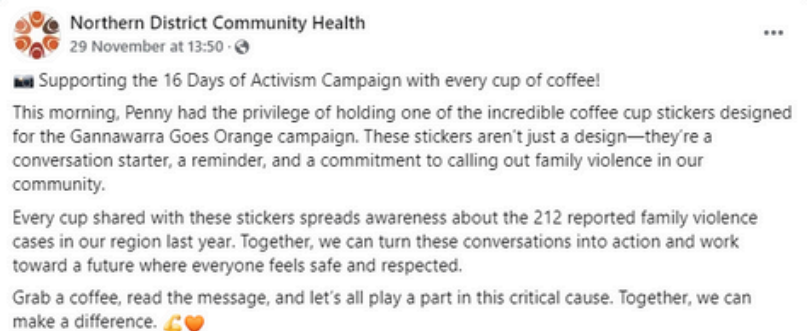 Northern District Community Health
29 November at 13:50 ·
📷 Supporting the 16 Days of Activism Campaign with every cup of coffee!
This morning, Penny had the privilege of holding one of the incredible coffee cup stickers designed
for the Gannawarra Goes Orange campaign. These stickers aren't just a design—they're a
conversation starter, a reminder, and a commitment to calling out family violence in our
community.
Every cup shared with these stickers spreads awareness about the 212 reported family violence
cases in our region last year. Together, we can turn these conversations into action and work
toward a future where everyone feels safe and respected.
Grab a coffee, read the message, and let's all play a part in this critical cause. Together, we can
make a difference. 💪🧡